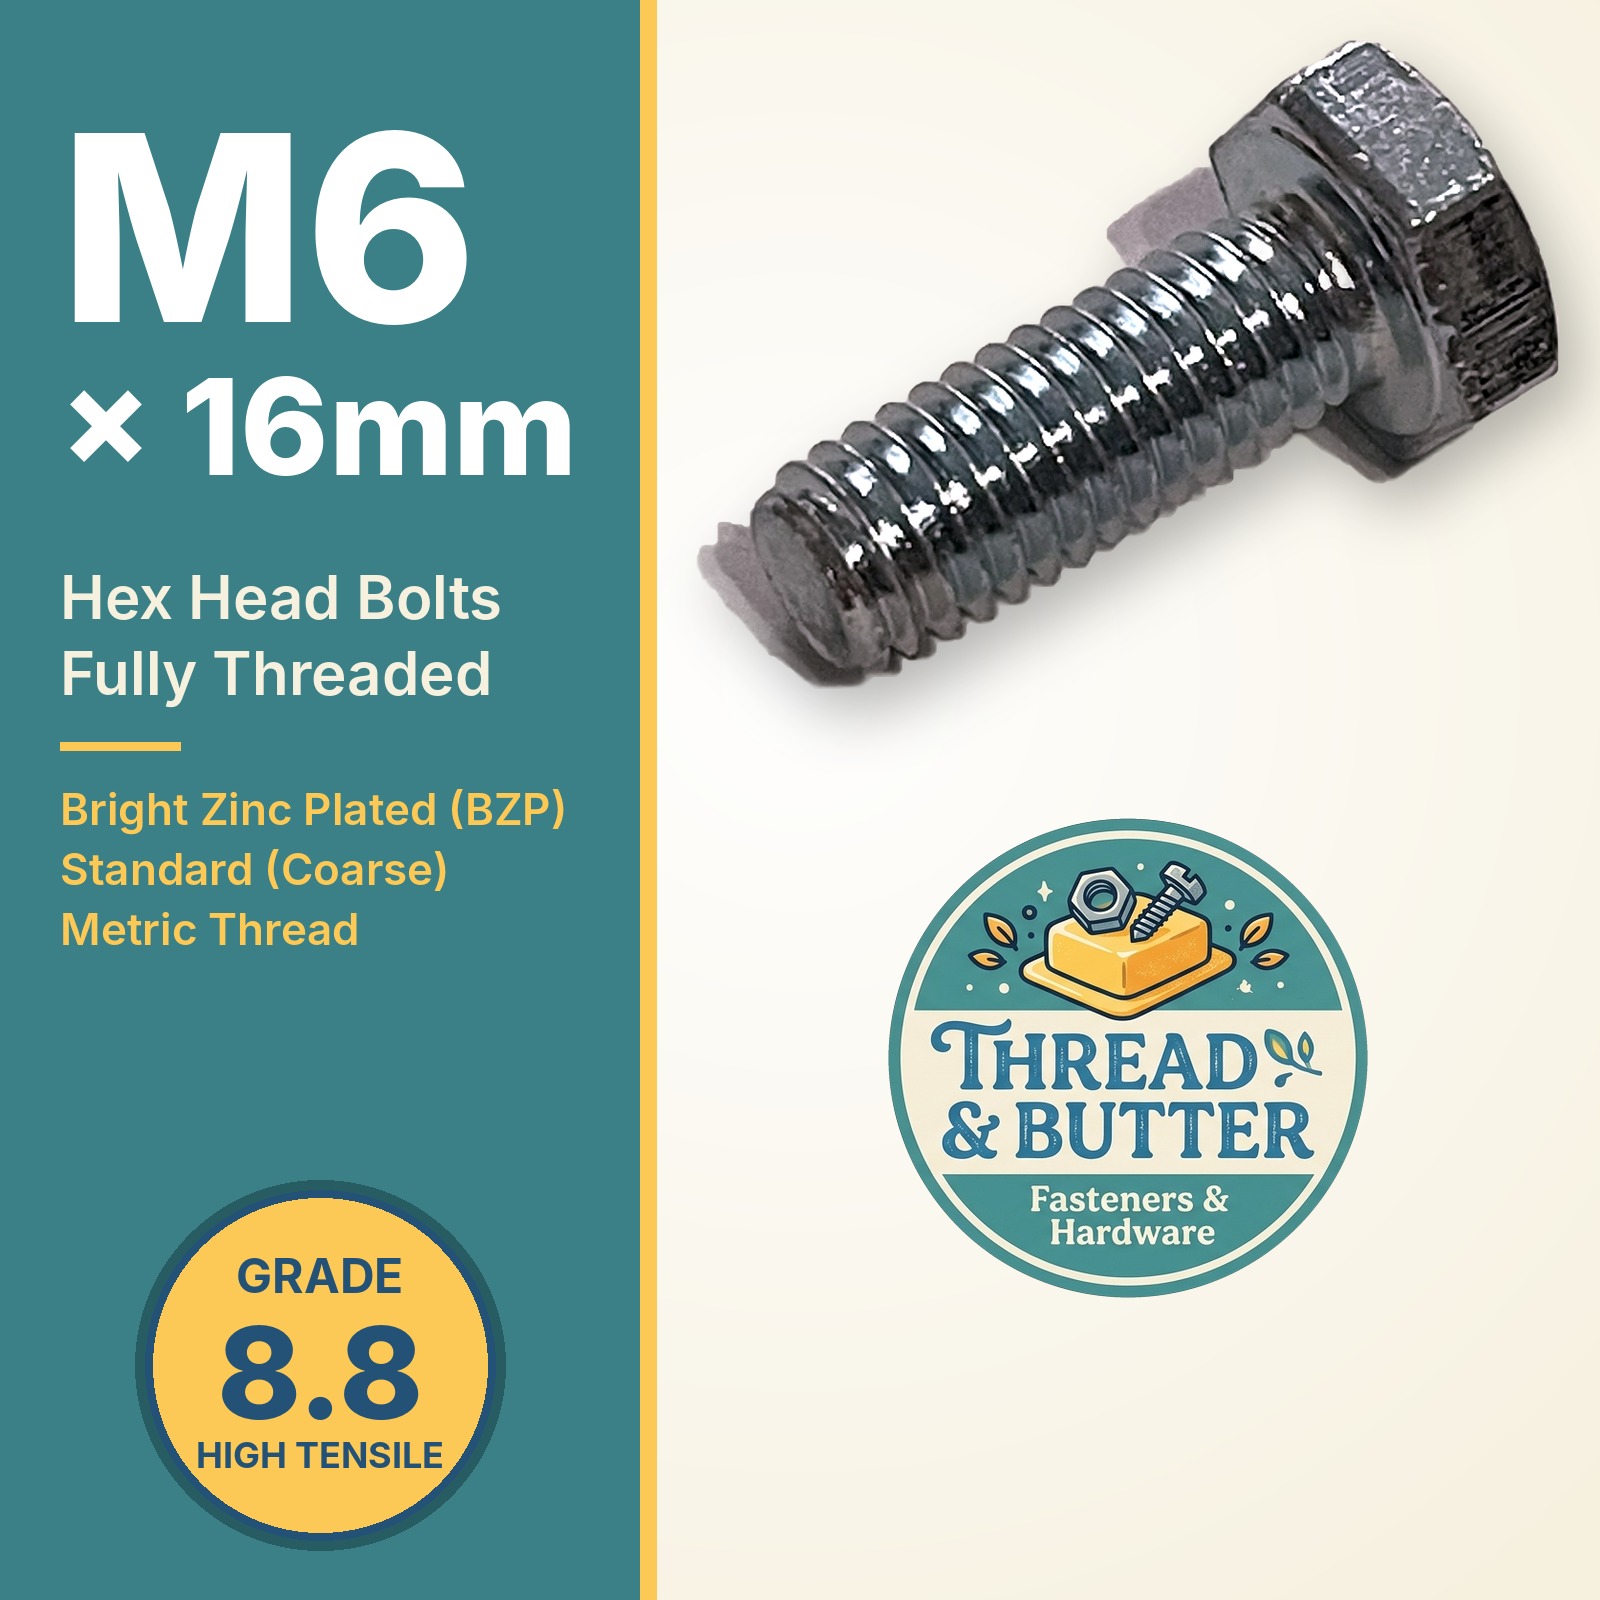 M6
× 16mm
Hex Head Bolts
Fully Threaded
Bright Zinc Plated (BZP)
Standard (Coarse)
Metric Thread
GRADE
8.8
HIGH TENSILE
THREAD
& BUTTER
Fasteners &
Hardware